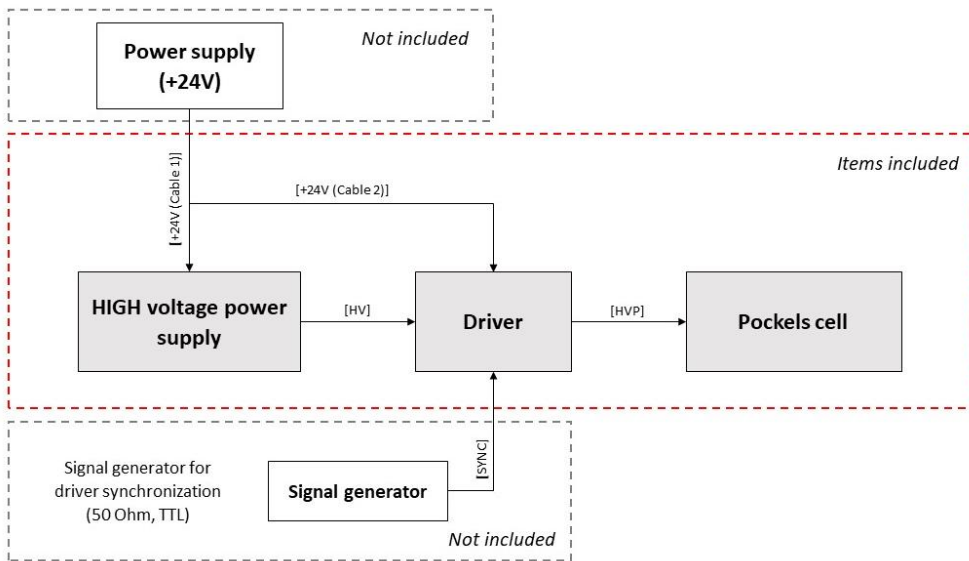 Not included
Power supply
(+24V)
Items included
[+24V (Cable 1)]
[+24V (Cable 2)]
HIGH voltage power
supply
[HV]
Driver
[HVP]
Pockels cell
[SYNC]
Signal generator for
driver synchronization
(50 Ohm, TTL)
Signal generator
Not included